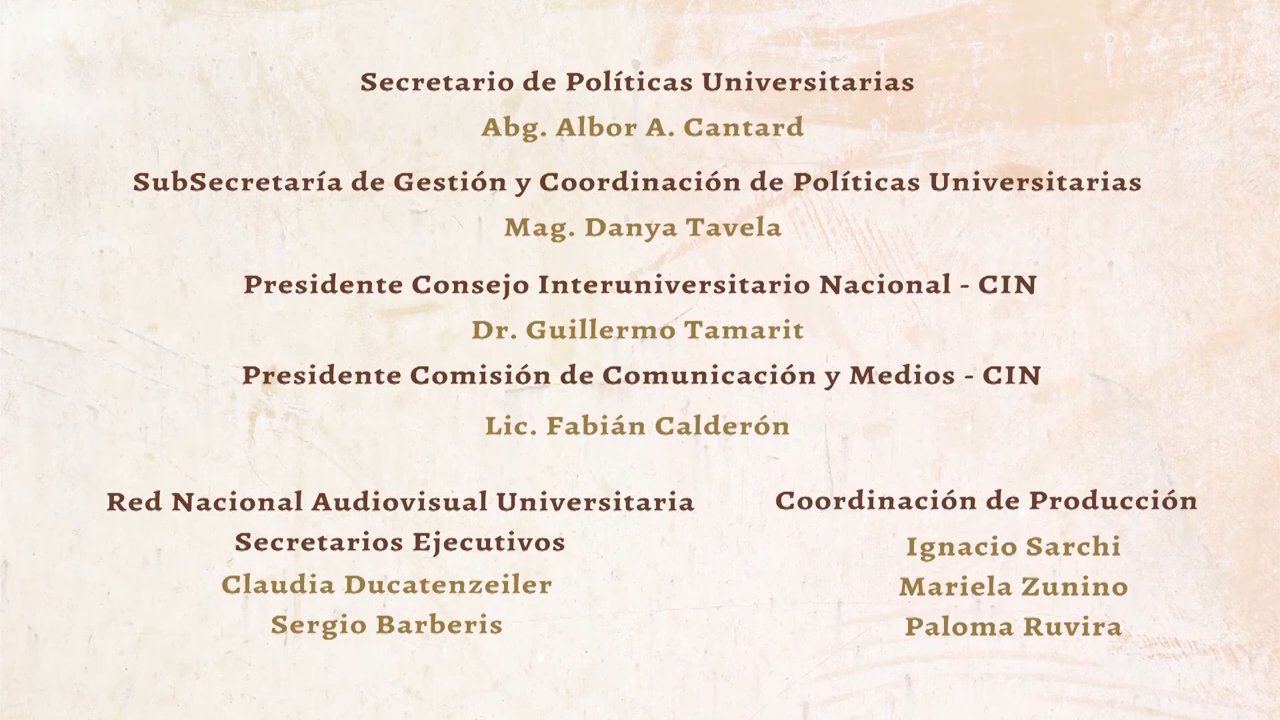 Secretario de Políticas Universitarias
Abg. Albor A. Cantard
SubSecretaría de Gestión y Coordinación de Políticas Universitarias
Mag. Danya Tavela
Presidente Consejo Interuniversitario Nacional - CIN
Dr. Guillermo Tamarit
Presidente Comisión de Comunicación y Medios - CIN
Lic. Fabián Calderón
Red Nacional Audiovisual Universitaria
Secretarios Ejecutivos
Claudia Ducatenzeiler
Sergio Barberis
Coordinación de Producción
Ignacio Sarchi
Mariela Zunino
Paloma Ruvira